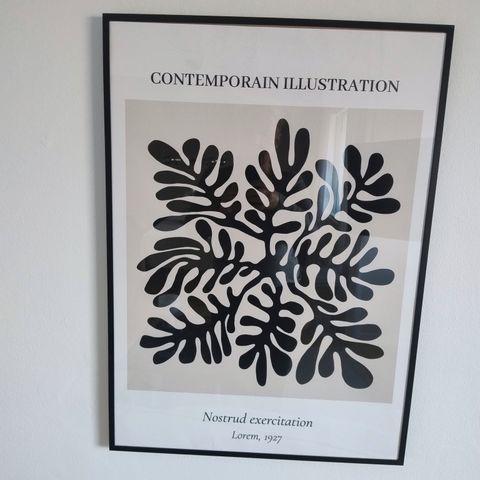 CONTEMPORAIN ILLUSTRATION
Nostrud exercitation
Lorem, 1927